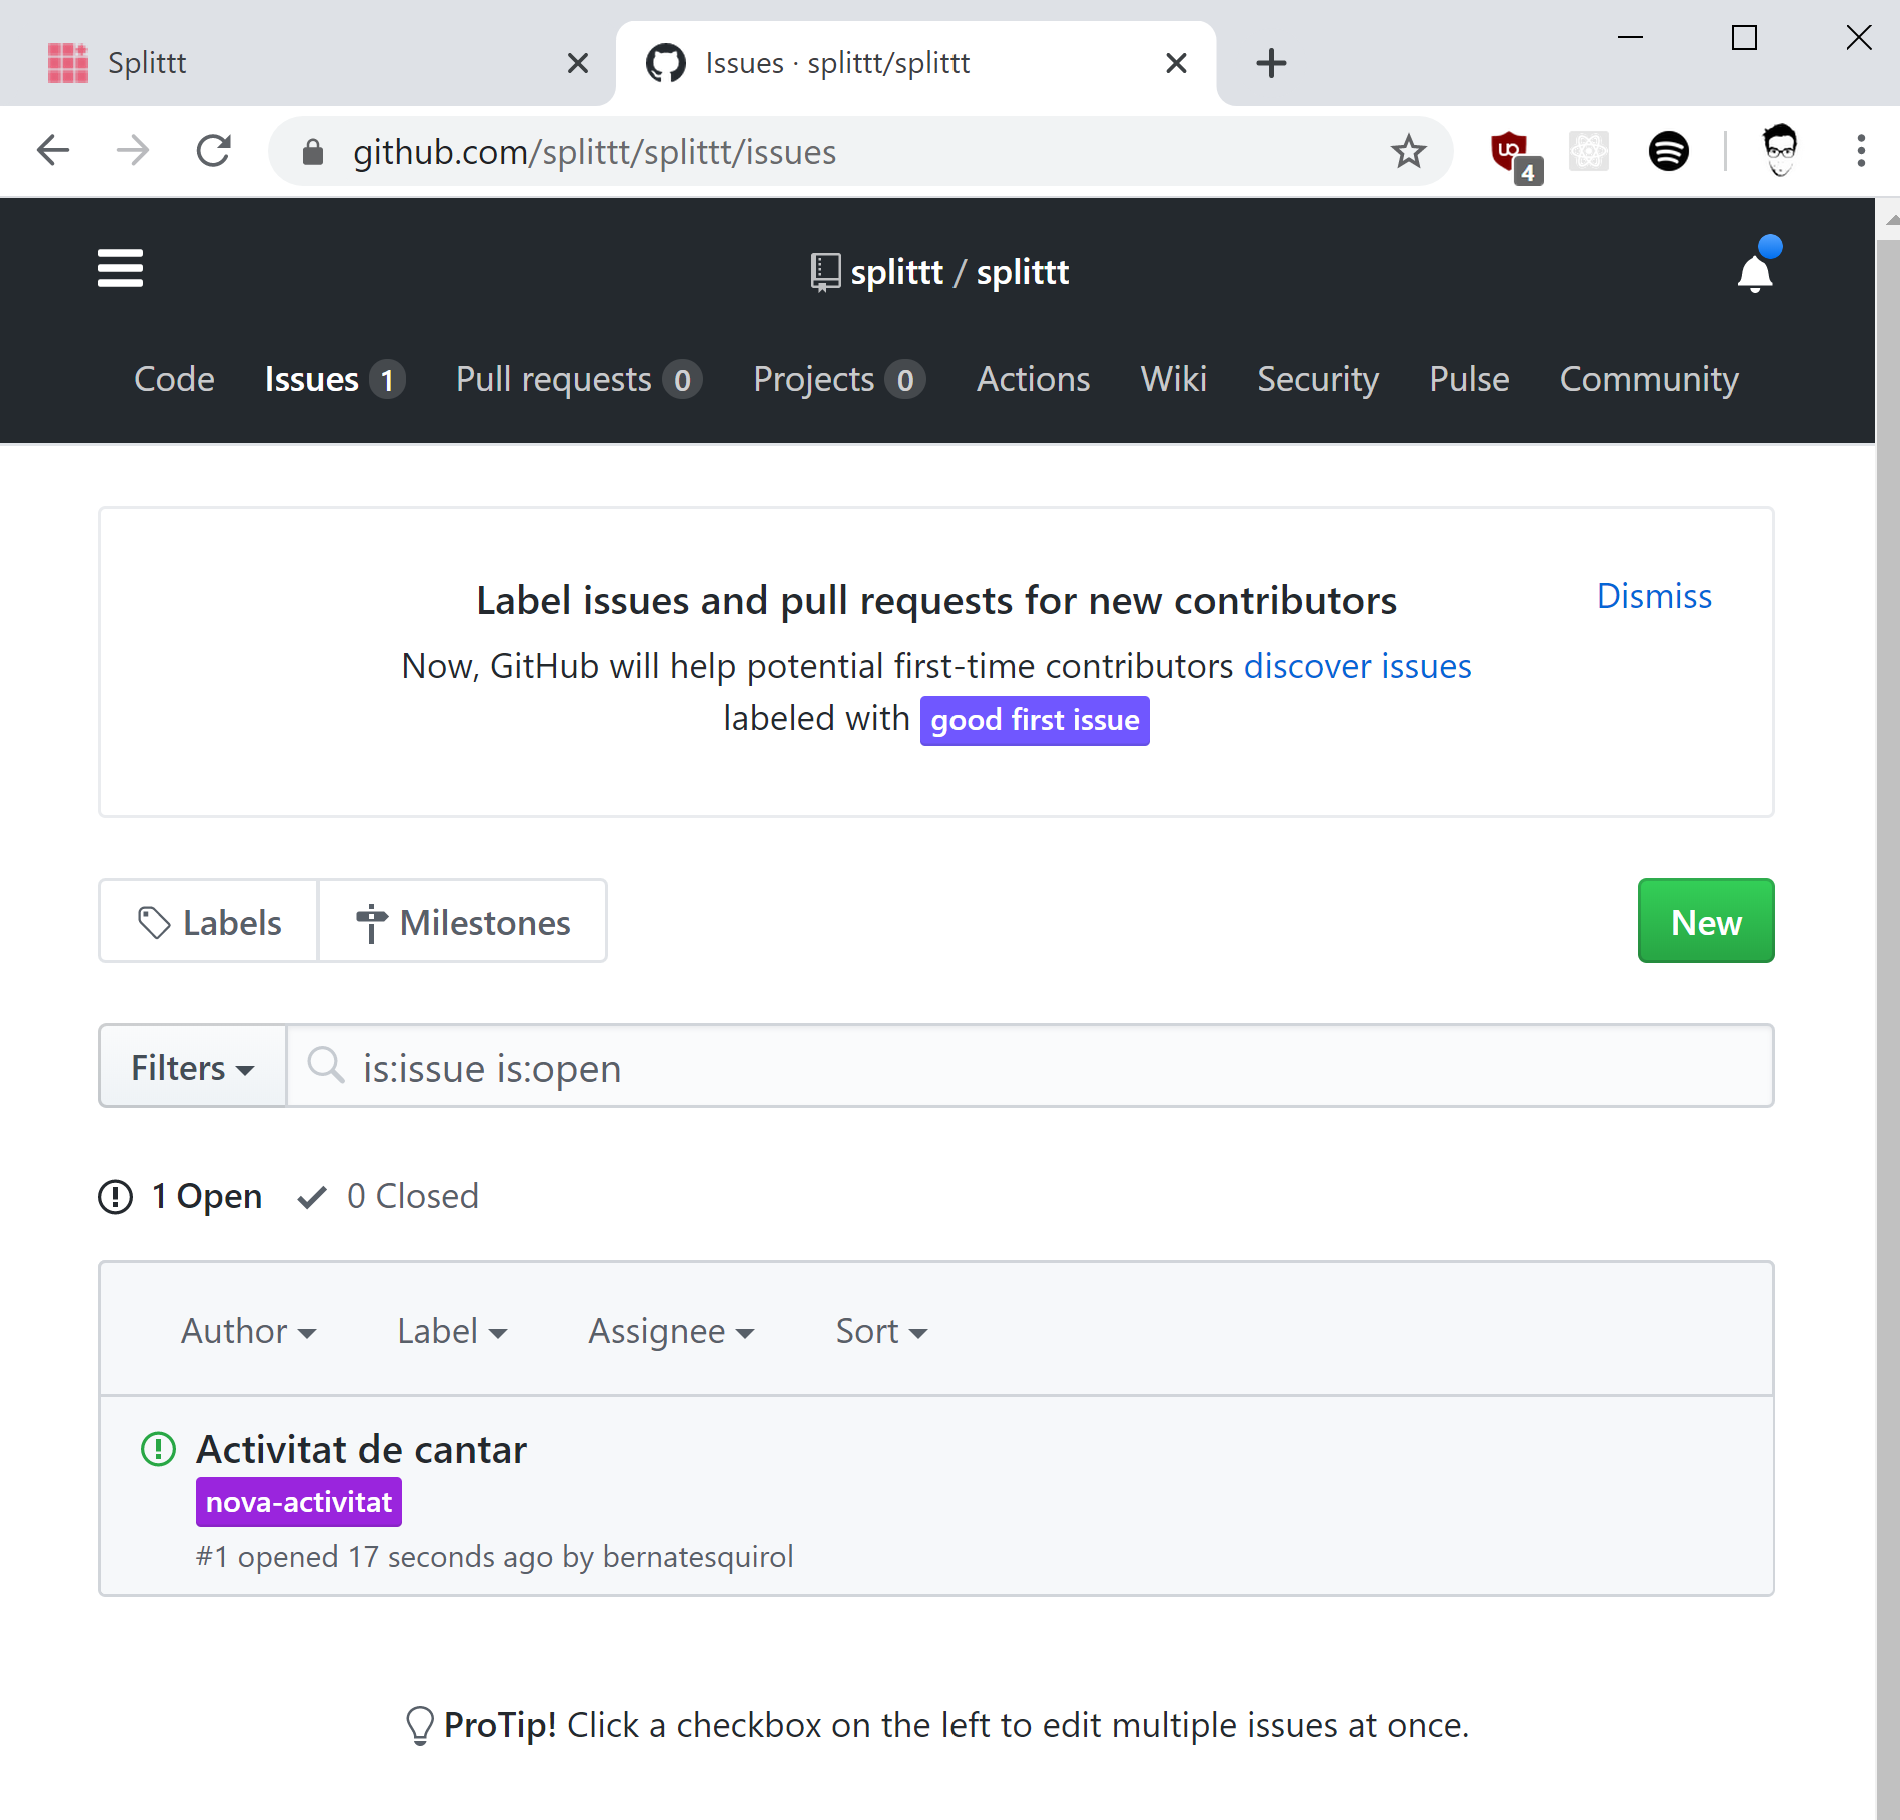 Splittt
Issues · splittt/splittt
github.com/splittt/splittt/issues
4
splittt / splittt
Code Issues 1 Pull requests 0 Projects 0 Actions Wiki Security Pulse Community
Label issues and pull requests for new contributors
Dismiss
Now, GitHub will help potential first-time contributors discover issues
labeled with good first issue
Labels Milestones
New
Filters is:issue is:open
1 Open 0 Closed
Author Label Assignee Sort
Activitat de cantar
nova-activitat
#1 opened 17 seconds ago by bernatesquirol
ProTip! Click a checkbox on the left to edit multiple issues at once.